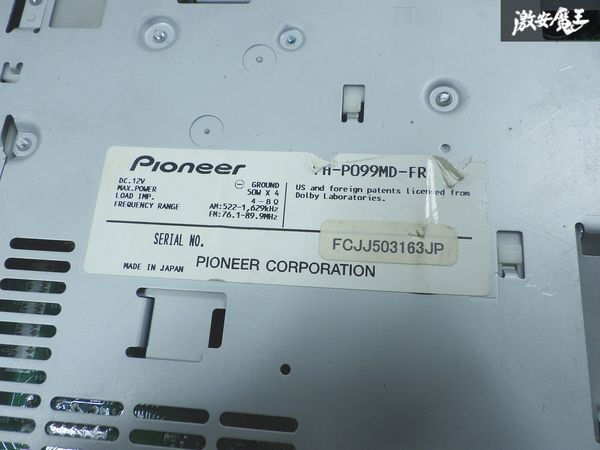 激安魔王
Pioneer
FH-P099MD-FR
DC.12V ⊖ GROUND
MAX.POWER 50W X 4
LOAD IMP. 4-8Ω
FREQUENCY RANGE AM:522-1,629kHz
FM:76.1-89.9MHz
US and foreign patents licensed from
Dolby Laboratories.
SERIAL NO. FCJJ503163JP
MADE IN JAPAN PIONEER CORPORATION